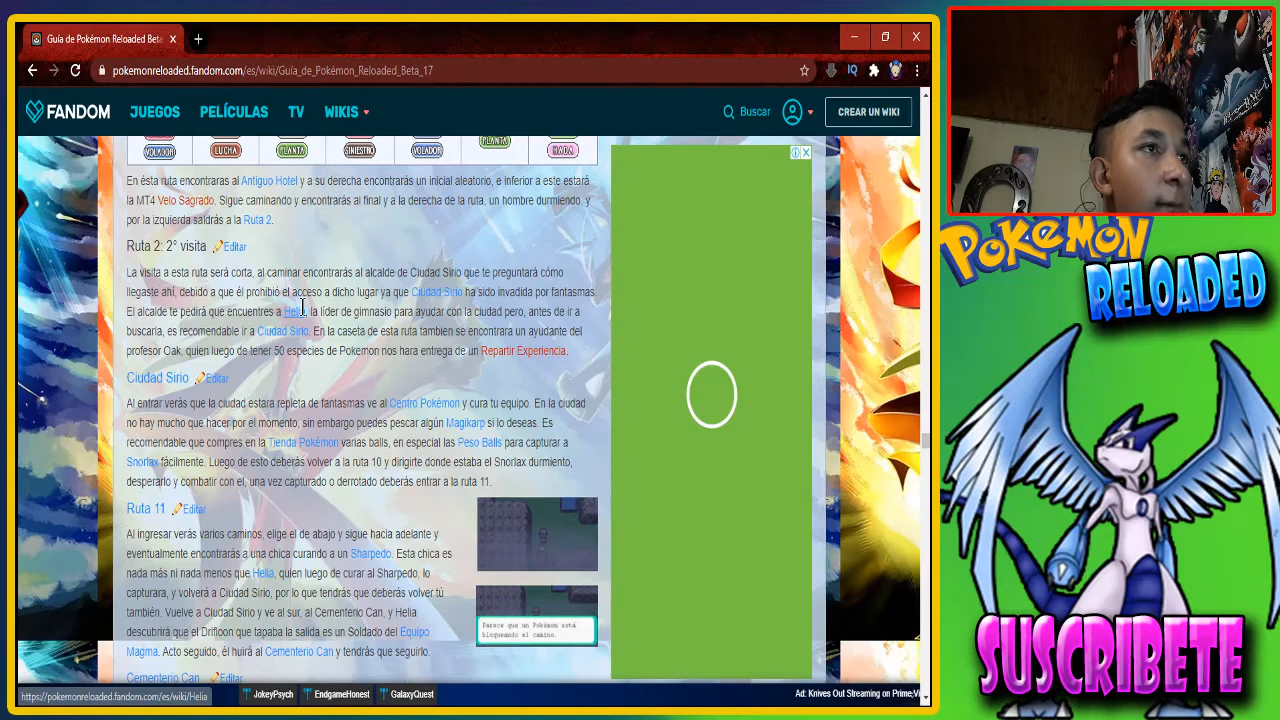 Guía de Pokémon Reloaded Beta
pokemonreloaded.fandom.com/es/wiki/Guía_de_Pokémon_Reloaded_Beta_17
FANDOM JUEGOS PELÍCULAS TV WIKIS Buscar CREAR UN WIKI
VOLADOR LUCHA PLANTA SINIESTRO VOLADOR PLANTA HADA
En ésta ruta encontraras al Antiguo Hotel y a su derecha encontrarás un inicial aleatorio, e inferior a este estará
la MT4 Velo Sagrado. Sigue caminando y encontrarás al final y a la derecha de la ruta, un hombre durmiendo, y
por la izquierda saldrás a la Ruta 2.
Ruta 2: 2° visita Editar
La visita a esta ruta será corta, al caminar encontrarás al alcalde de Ciudad Sirio que te preguntará cómo
llegaste ahí, debido a que él prohibió el acceso a dicho lugar ya que Ciudad Sirio ha sido invadida por fantasmas.
El alcalde te pedirá que encuentres a Helia, la líder de gimnasio para ayudar con la ciudad pero, antes de ir a
buscaria, es recomendable ir a Ciudad Sirio. En la caseta de esta ruta tambien se encontrara un ayudante del
profesor Oak, quien luego de tener 50 especies de Pokemon nos hara entrega de un Repartir Experiencia.
Ciudad Sirio Editar
Al entrar verás que la ciudad estara repleta de fantasmas ve al Centro Pokémon y cura tu equipo. En la ciudad
no hay mucho que hacer por el momento, sin embargo puedes pescar algún Magikarp si lo deseas. Es
recomendable que compres en la Tienda Pokémon varias balls, en especial las Peso Balls para capturar a
Snorlax fácilmente. Luego de esto deberás volver a la ruta 10 y dirigirte donde estaba el Snorlax durmiento,
despertarlo y combatir con el, una vez capturado o derrotado deberás entrar a la ruta 11.
Ruta 11 Editar
Al ingresar verás varios caminos, elige el de abajo y sigue hacia adelante y
eventualmente encontrarás a una chica curando a un Sharpedo. Esta chica es
nada más ni nada menos que Helia, quien luego de curar al Sharpedo, lo
capturara, y volverá a Ciudad Sirio, por lo que tendrás que deberás volver tú
también. Vuelve a Ciudad Sirio y ve al sur, al Cementerio Can, y Helia
descubrirá que el Drifloon que tapaba la salida es un Soldado del Equipo
Magma. Acto seguido, él huirá al Cementerio Can y tendrás que seguirlo.
Parece que un Pokémon está
bloqueando el camino.
Cementerio Can Editar
https://pokemonreloaded.fandom.com/es/wiki/Helia
JokeyPsych EndgameHonest GalaxyQuest
Ad: Knives Out Streaming on Prime;Vi
POKEMON
RELOADED
SUSCRIBETE